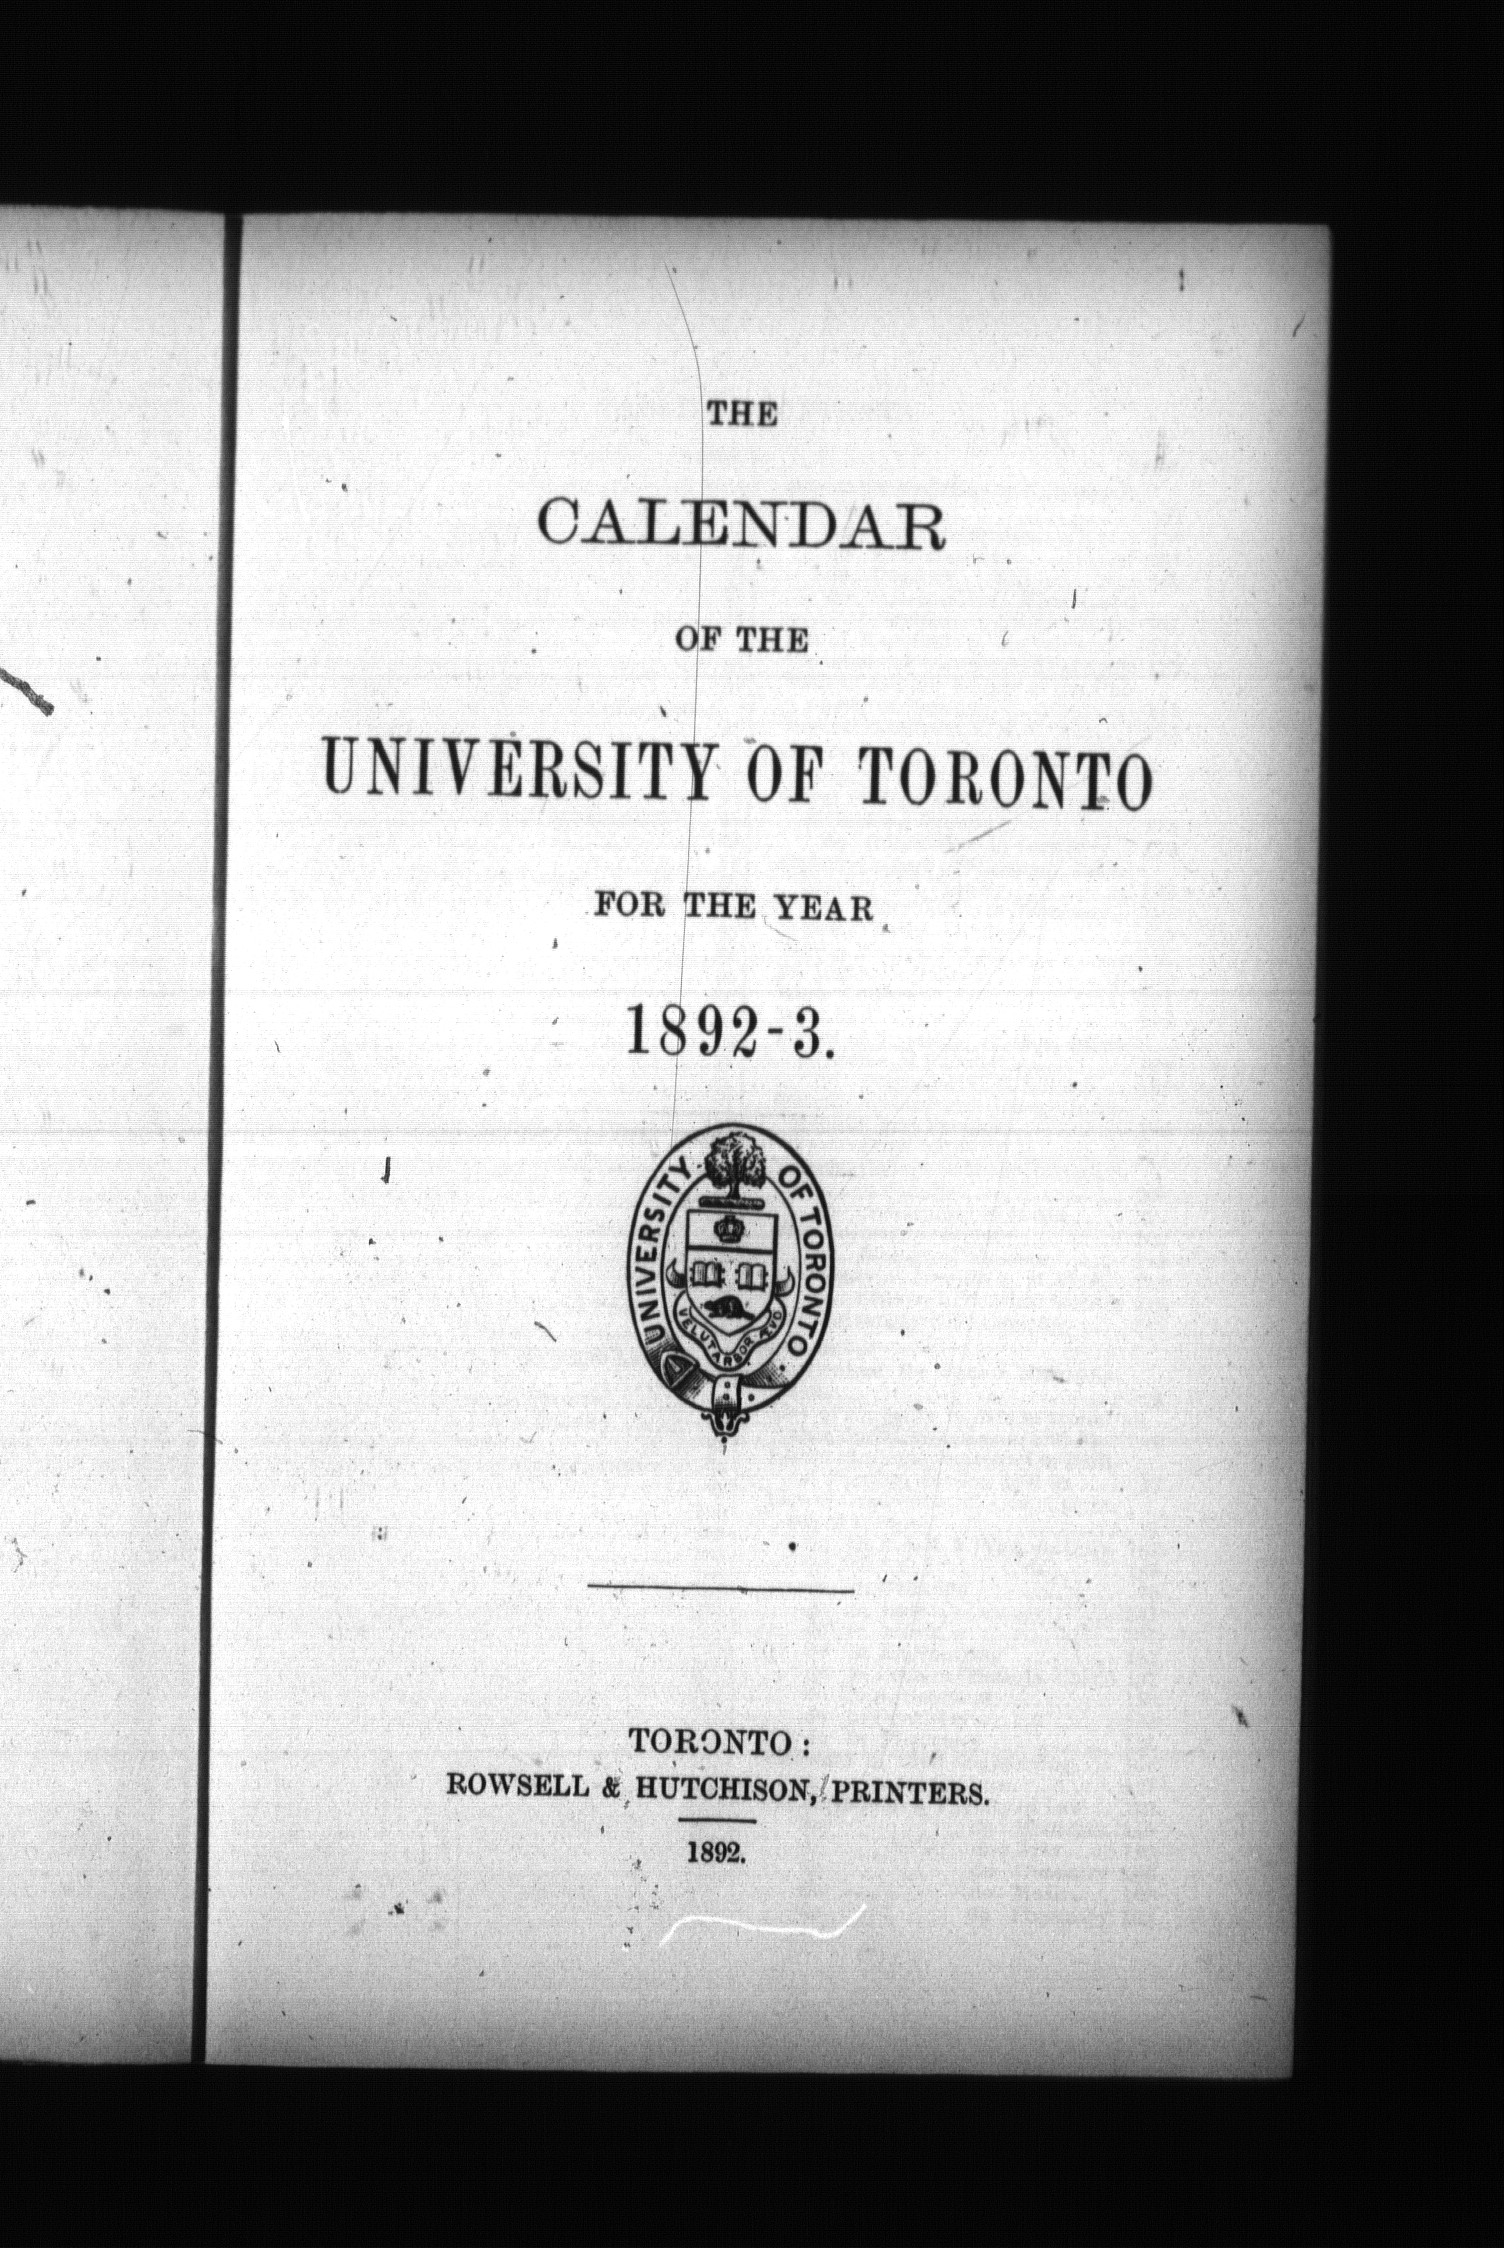 THE
CALENDAR
OF THE
UNIVERSITY OF TORONTO
FOR THE YEAR
1892-3.
UNIVERSITY OF TORONTO
VELUT ARBOR ÆVO
TORONTO:
ROWSELL & HUTCHISON, PRINTERS.
1892.